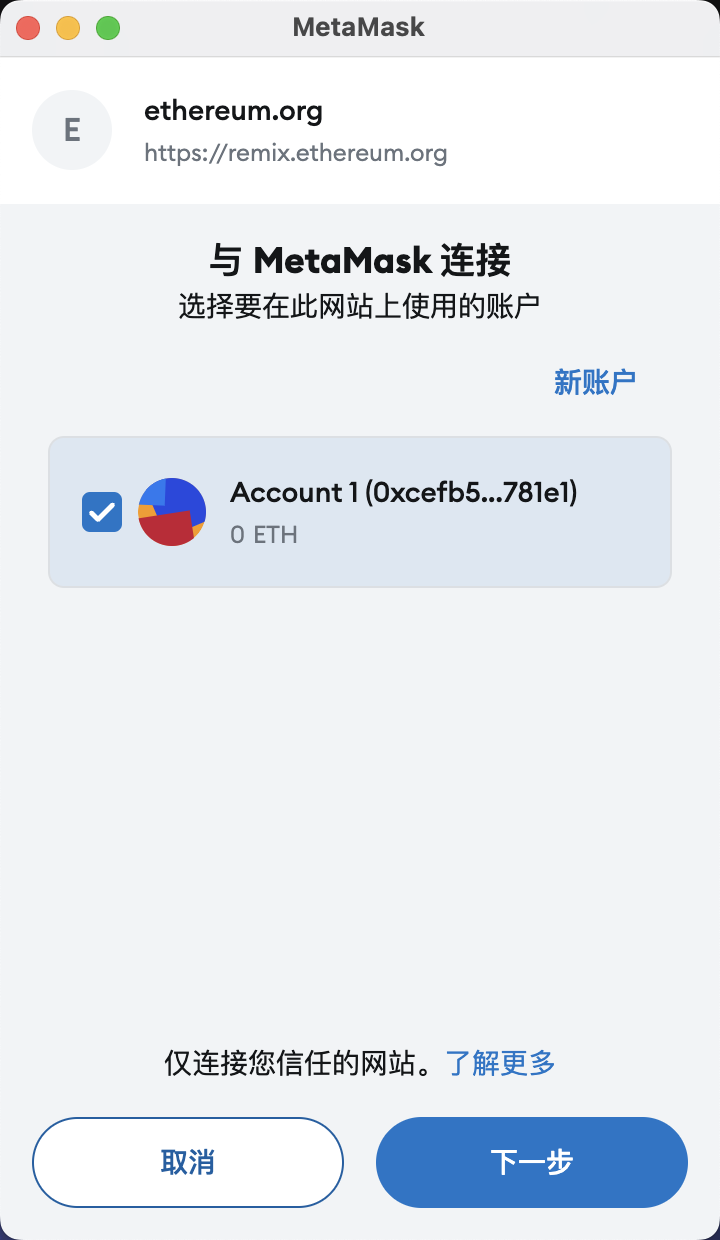 MetaMask
E
ethereum.org
https://remix.ethereum.org
与 MetaMask 连接
选择要在此网站上使用的账户
新账户
Account 1 (0xcefb5...781e1)
0 ETH
仅连接您信任的网站。了解更多
取消
下一步